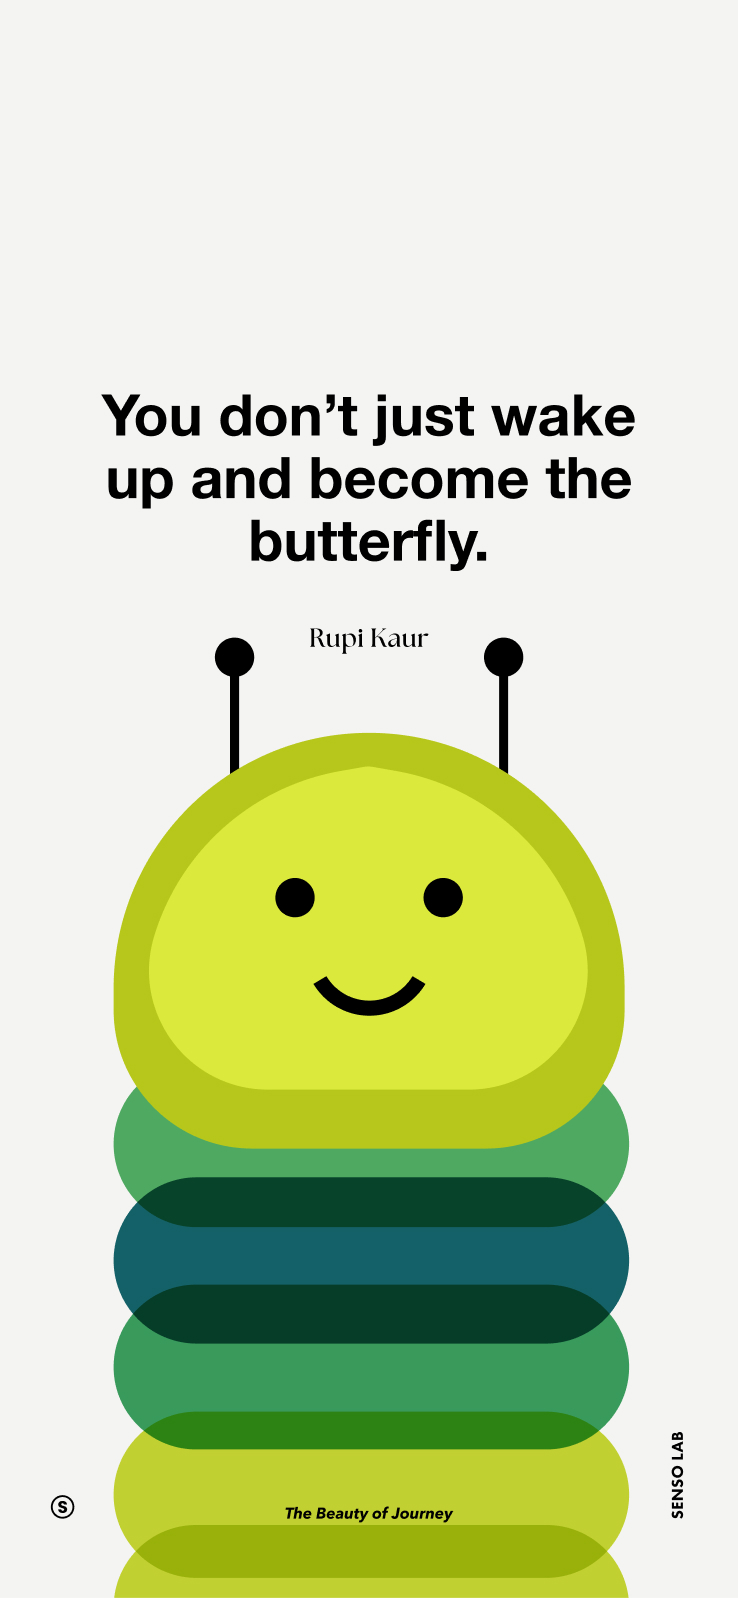 You don’t just wake
up and become the
butterfly.
Rupi Kaur
SENSO LAB
S
The Beauty of Journey